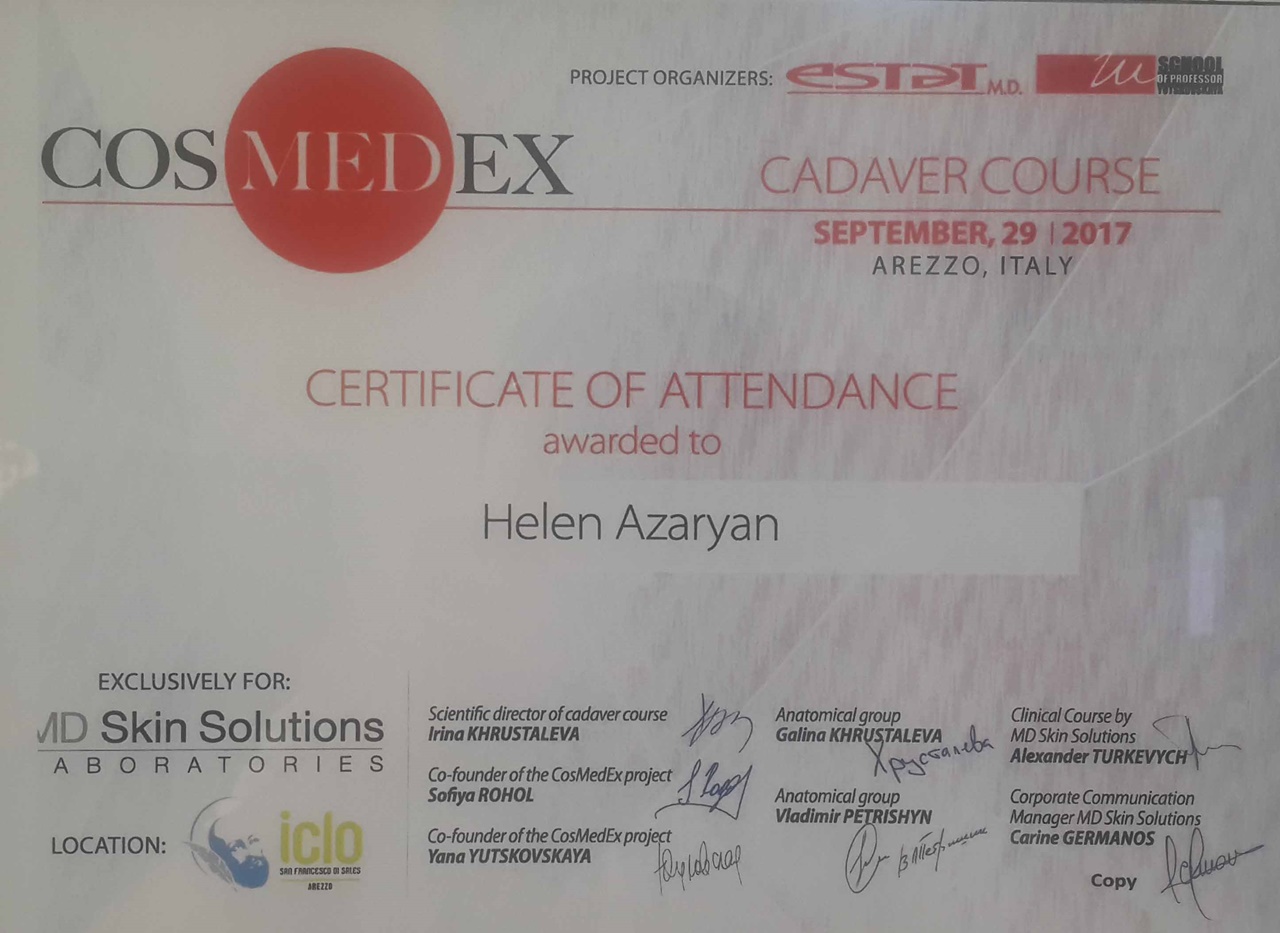 PROJECT ORGANIZERS: ESTET M.D. SCHOOL OF PROFESSOR YUTSKOVSKAYA
COSMEDEX
CADAVER COURSE
SEPTEMBER, 29 | 2017
AREZZO, ITALY
CERTIFICATE OF ATTENDANCE
awarded to
Helen Azaryan
EXCLUSIVELY FOR:
MD Skin Solutions
ABORATORIES
LOCATION:
iclo
SAN FRANCESCO DI SALES
AREZZO
Scientific director of cadaver course
Irina KHRUSTALEVA
Co-founder of the CosMedEx project
Sofiya ROHOL
Co-founder of the CosMedEx project
Yana YUTSKOVSKAYA
Anatomical group
Galina KHRUSTALEVA
Хрусталева
Anatomical group
Vladimir PETRISHYN
Clinical Course by
MD Skin Solutions
Alexander TURKEVYCH
Corporate Communication
Manager MD Skin Solutions
Carine GERMANOS
Copy